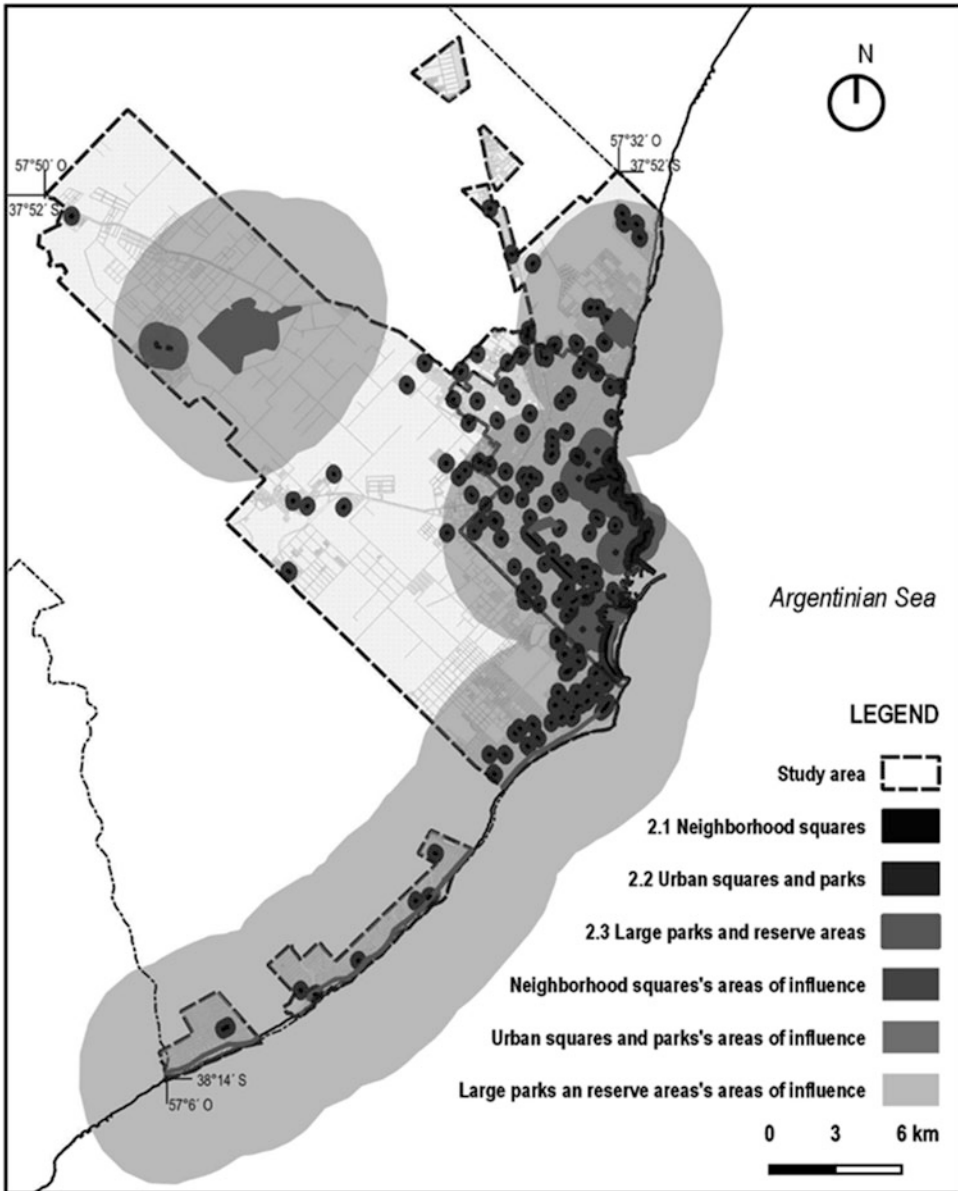 N
57°32´ O
37°52´ S
57°50´ O
37°52´ S
Argentinian Sea
LEGEND
Study area
2.1 Neighborhood squares
2.2 Urban squares and parks
2.3 Large parks and reserve areas
Neighborhood squares's areas of influence
Urban squares and parks's areas of influence
Large parks an reserve areas's areas of influence
38°14´ S
57°6´ O
0 3 6 km